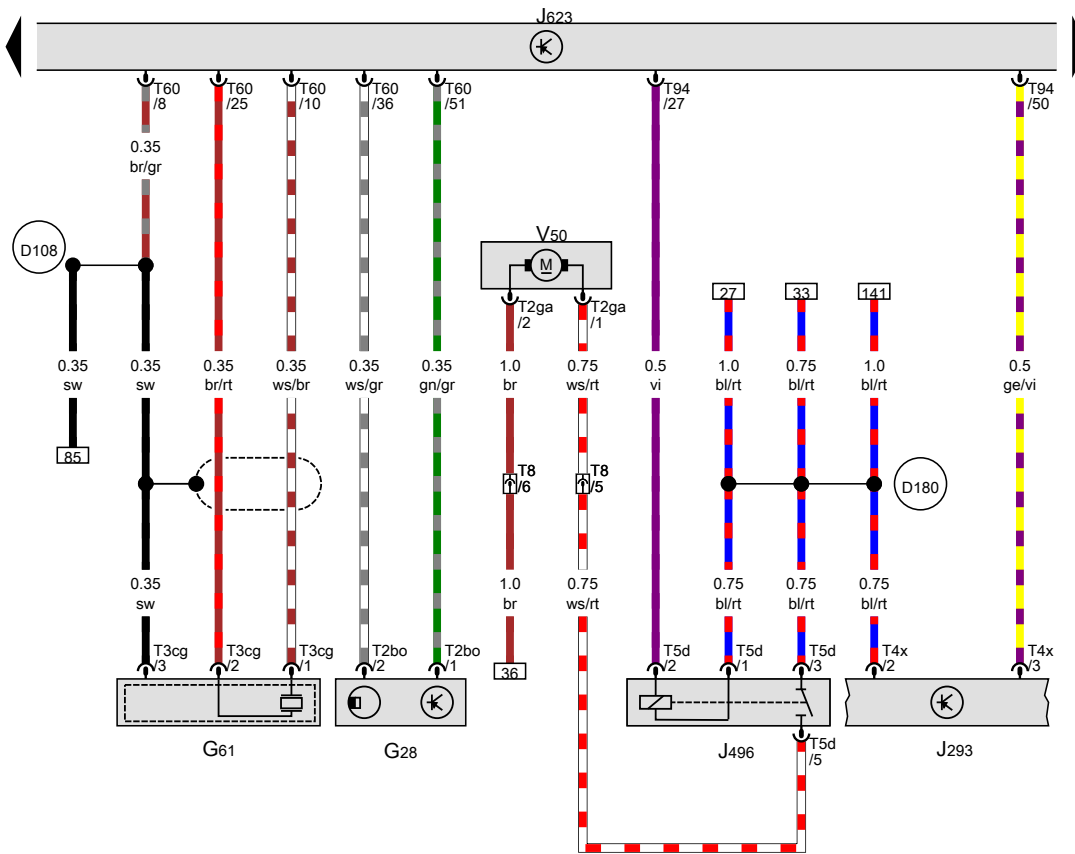 J623
T60 /8
T60 /25
T60 /10
T60 /36
T60 /51
T94 /27
T94 /50
0.35 br/gr
D108
V50
M
T2ga /2
T2ga /1
27
33
141
0.35 sw
0.35 sw
0.35 br/rt
0.35 ws/br
0.35 ws/gr
0.35 gn/gr
1.0 br
0.75 ws/rt
0.5 vi
1.0 bl/rt
0.75 bl/rt
1.0 bl/rt
0.5 ge/vi
85
T8 /6
T8 /5
D180
0.35 sw
1.0 br
0.75 ws/rt
0.75 bl/rt
0.75 bl/rt
0.75 bl/rt
T3cg /3
T3cg /2
T3cg /1
T2bo /2
T2bo /1
36
T5d /2
T5d /1
T5d /3
T4x /2
T4x /3
G61
G28
J496
T5d /5
J293